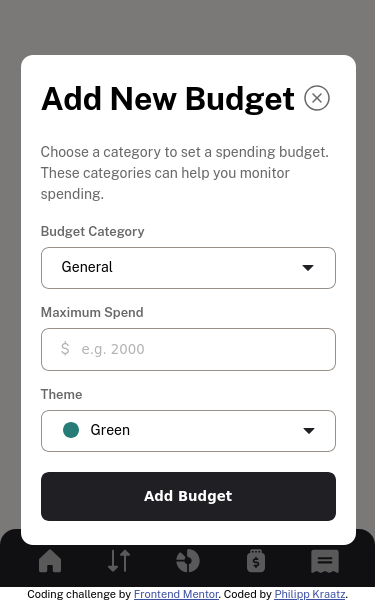 Add New Budget
Choose a category to set a spending budget.
These categories can help you monitor
spending.
Budget Category
General
Maximum Spend
$ e.g. 2000
Theme
Green
Add Budget
Coding challenge by Frontend Mentor. Coded by Philipp Kraatz.